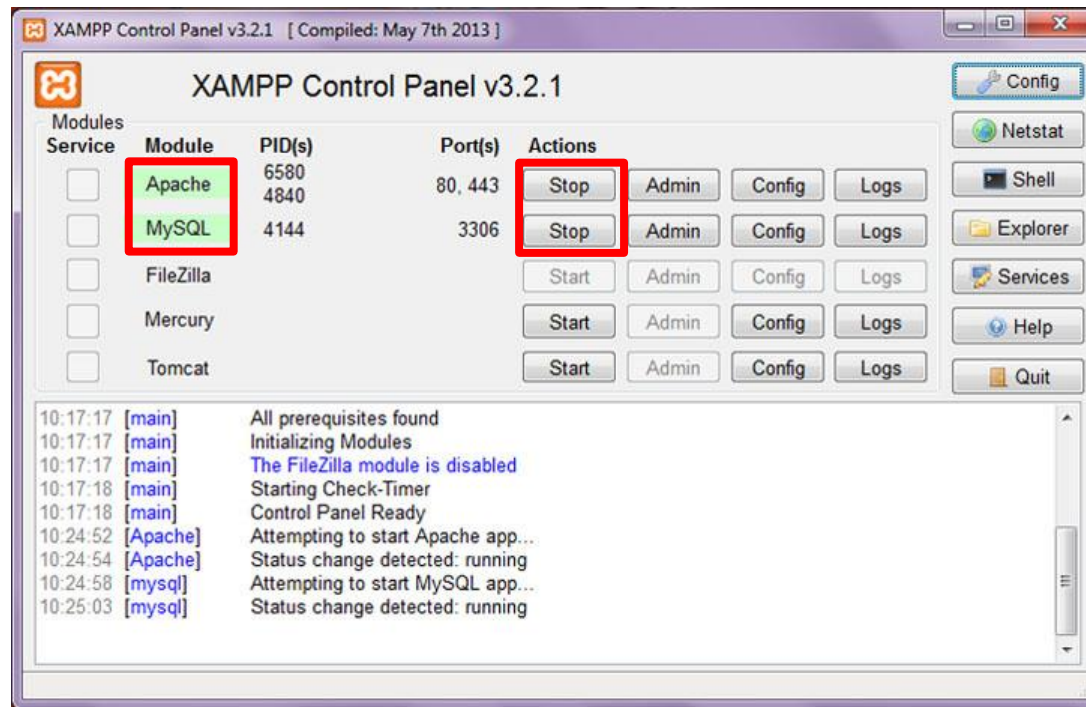 XAMPP Control Panel v3.2.1 [ Compiled: May 7th 2013 ]
XAMPP Control Panel v3.2.1
Config
Modules
Service Module PID(s) Port(s) Actions
Netstat
Apache 6580 4840 80, 443 Stop Admin Config Logs
Shell
MySQL 4144 3306 Stop Admin Config Logs
Explorer
FileZilla Start Admin Config Logs
Services
Mercury Start Admin Config Logs
Help
Tomcat Start Admin Config Logs
Quit
10:17:17 [main] All prerequisites found
10:17:17 [main] Initializing Modules
10:17:17 [main] The FileZilla module is disabled
10:17:18 [main] Starting Check-Timer
10:17:18 [main] Control Panel Ready
10:24:52 [Apache] Attempting to start Apache app...
10:24:54 [Apache] Status change detected: running
10:24:58 [mysql] Attempting to start MySQL app...
10:25:03 [mysql] Status change detected: running